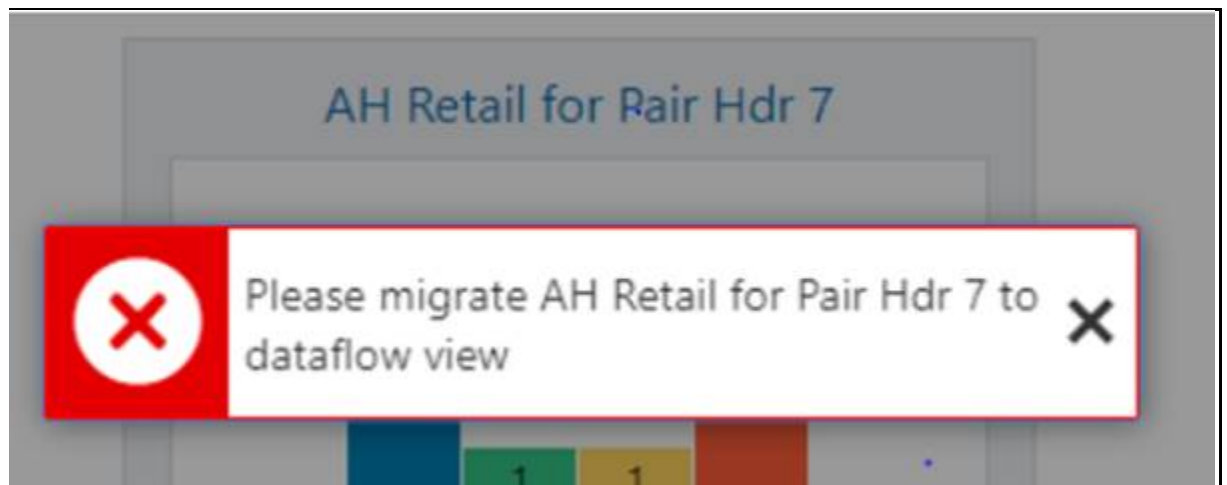 AH Retail for Pair Hdr 7
Please migrate AH Retail for Pair Hdr 7 to
dataflow view
1 1